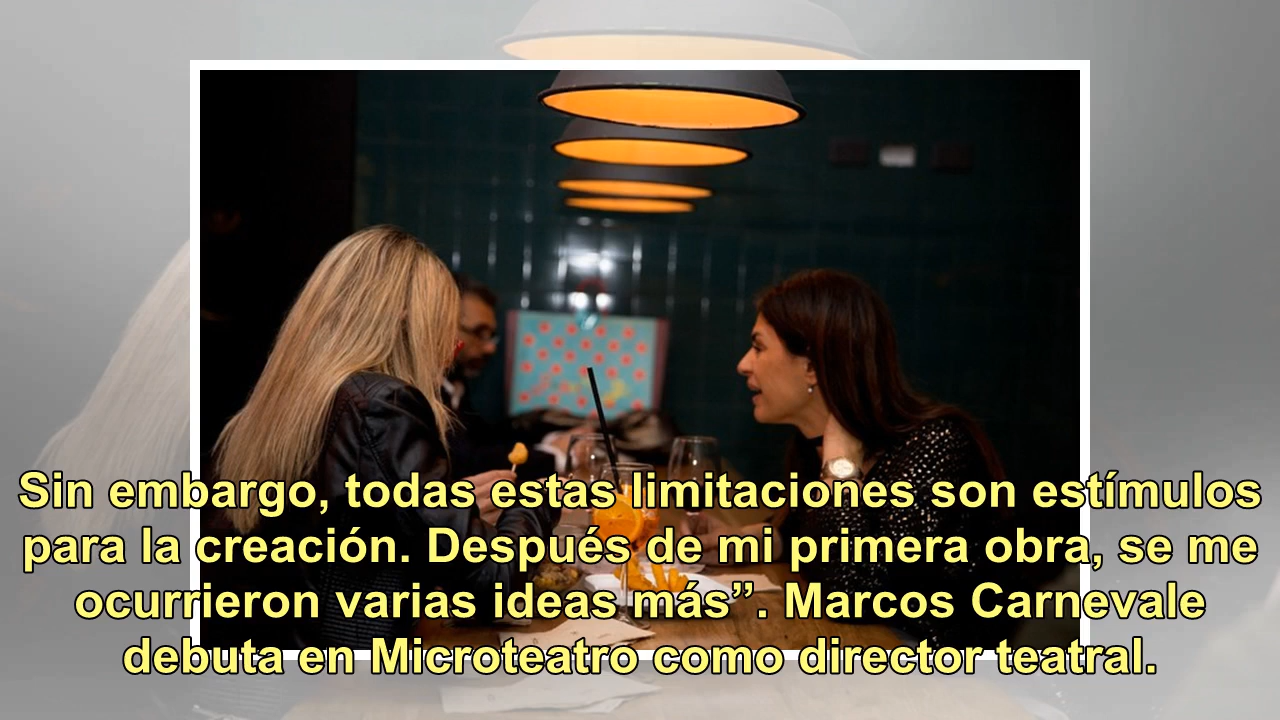 Sin embargo, todas estas limitaciones son estímulos
para la creación. Después de mi primera obra, se me
ocurrieron varias ideas más”. Marcos Carnevale
debuta en Microteatro como director teatral.